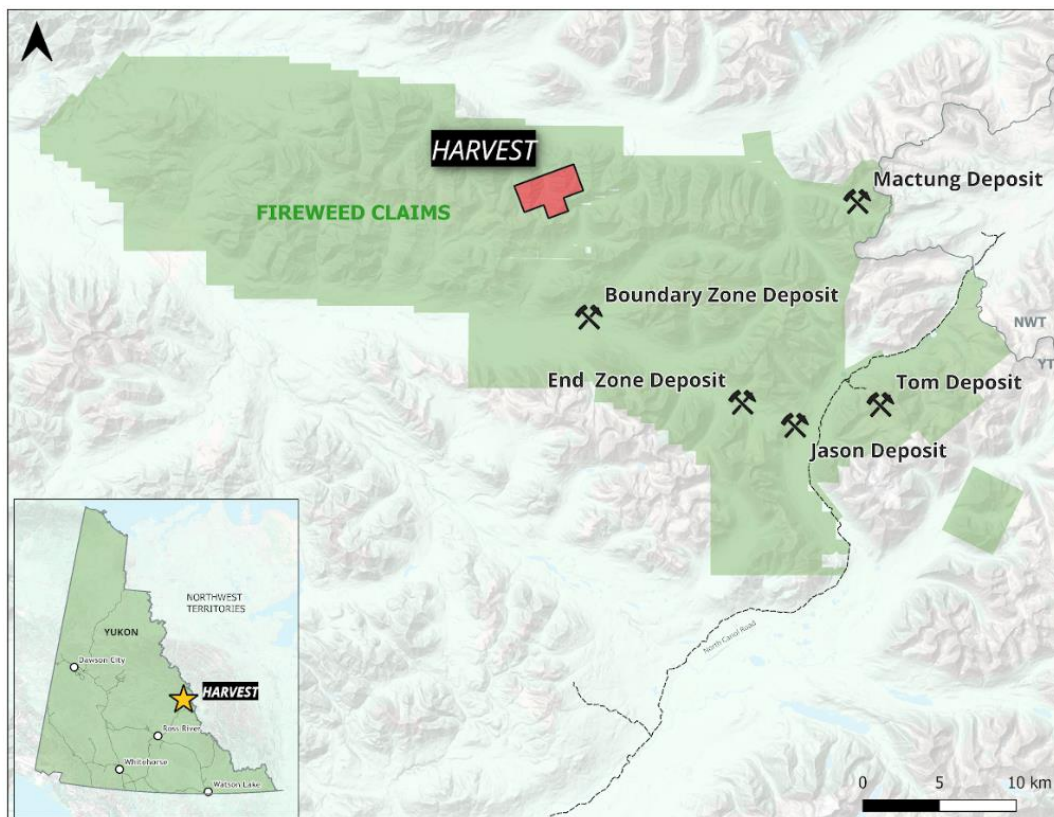 HARVEST
Mactung Deposit
FIREWEED CLAIMS
Boundary Zone Deposit
NWT
YT
End Zone Deposit
Tom Deposit
Jason Deposit
NORTHWEST
TERRITORIES
YUKON
Dawson City
HARVEST
Ross River
Whitehorse
Watson Lake
North Canol Road
0 5 10 km